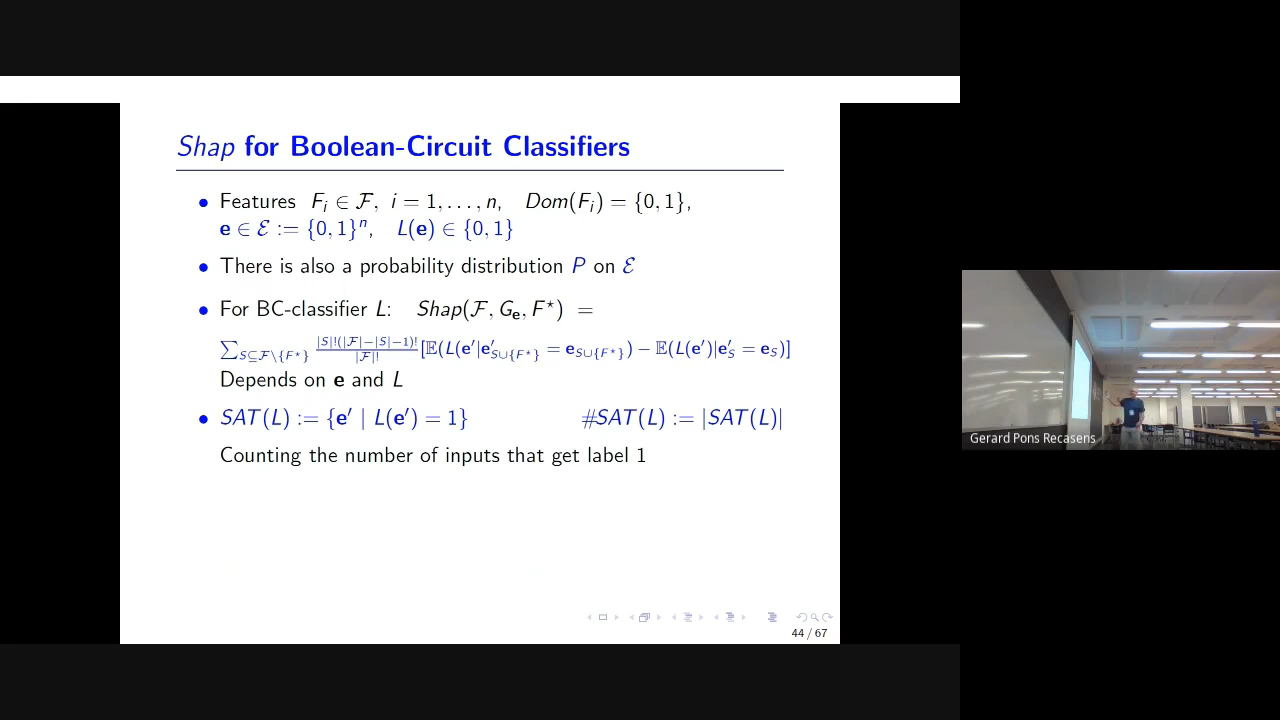 Shap for Boolean-Circuit Classifiers
• Features F_i ∈ 𝓕, i = 1, . . . , n, Dom(F_i) = {0, 1},
e ∈ 𝓔 := {0, 1}^n, L(e) ∈ {0, 1}
• There is also a probability distribution P on 𝓔
• For BC-classifier L: Shap(𝓕, G_e, F^⋆) =
∑_{S⊆𝓕\{F^⋆}} |S|!(|𝓕|−|S|−1)!/|𝓕|! [𝔼(L(e′|e′_{S∪{F^⋆}} = e_{S∪{F^⋆}}) − 𝔼(L(e′)|e′_S = e_S)]
Depends on e and L
• SAT(L) := {e′ | L(e′) = 1} #SAT(L) := |SAT(L)|
Counting the number of inputs that get label 1
44 / 67
Gerard Pons Recasens